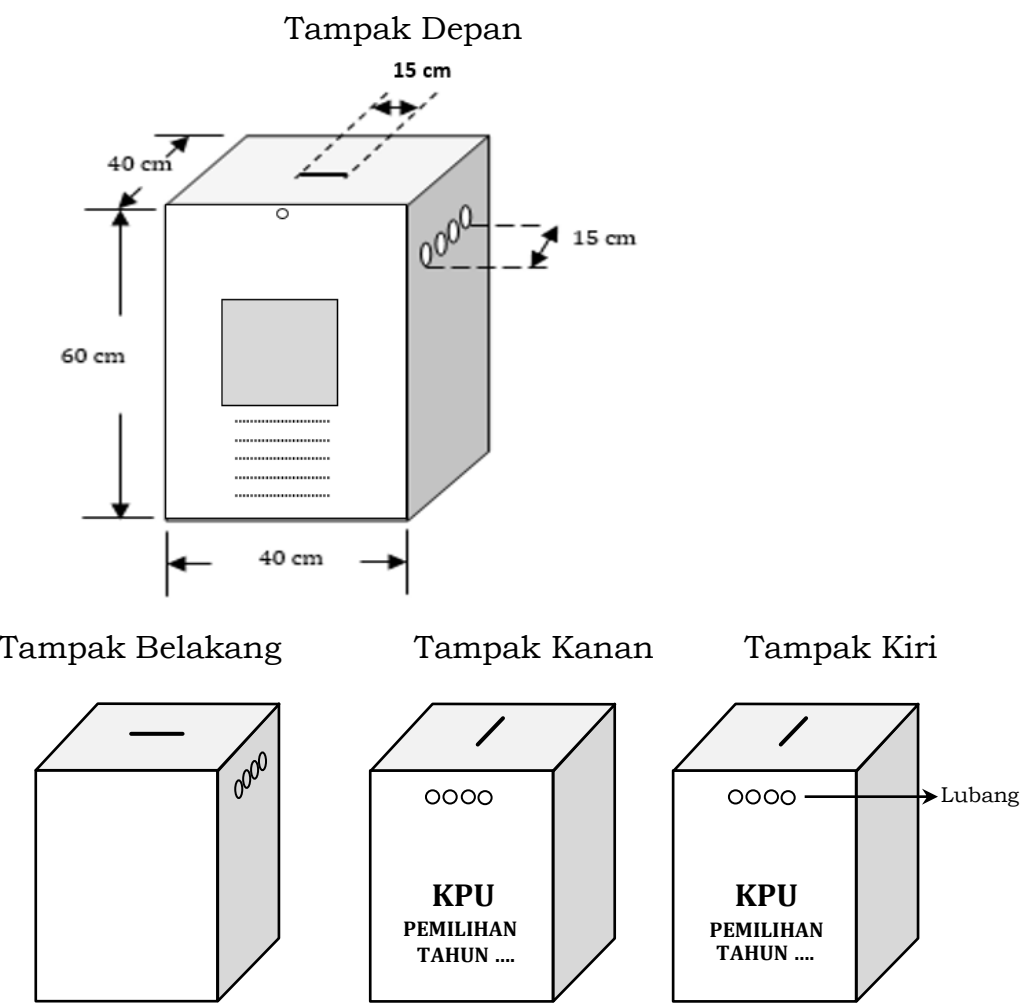 Tampak Depan
15 cm
40 cm
15 cm
60 cm
40 cm
Tampak Belakang
Tampak Kanan
Tampak Kiri
Lubang
KPU
PEMILIHAN
TAHUN ....
KPU
PEMILIHAN
TAHUN ....